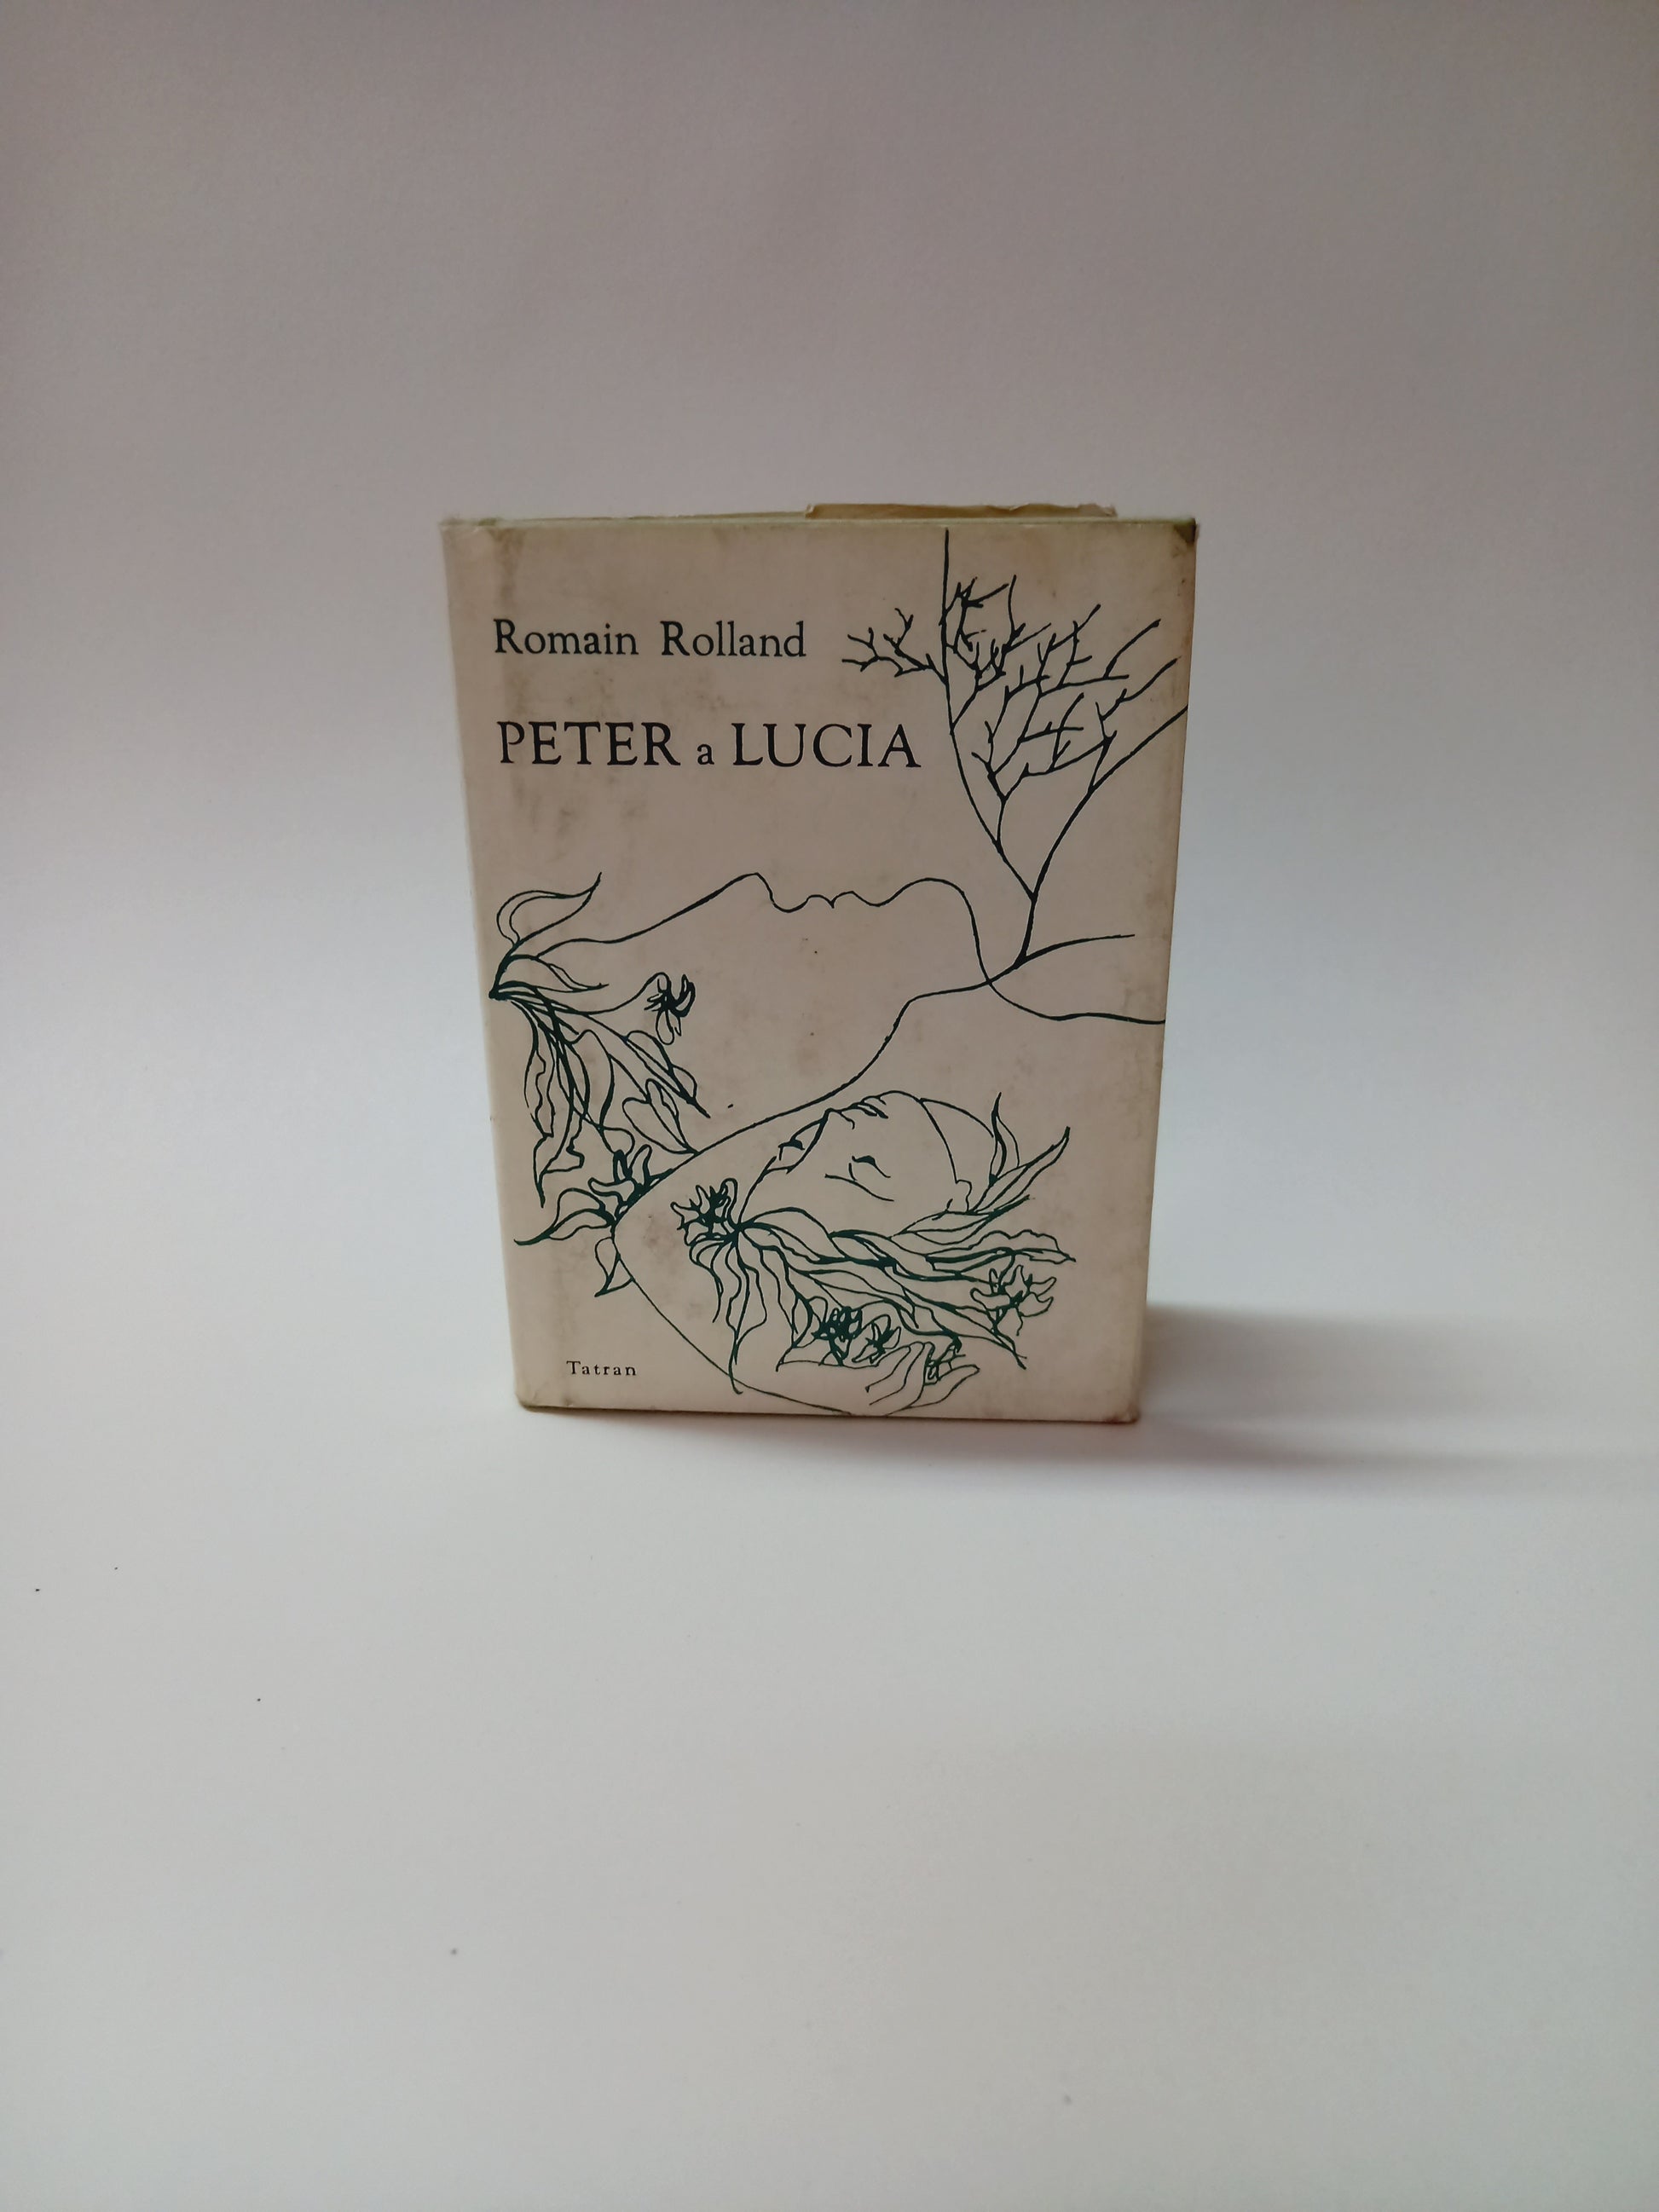 Romain Rolland
PETER a LUCIA
Tatran